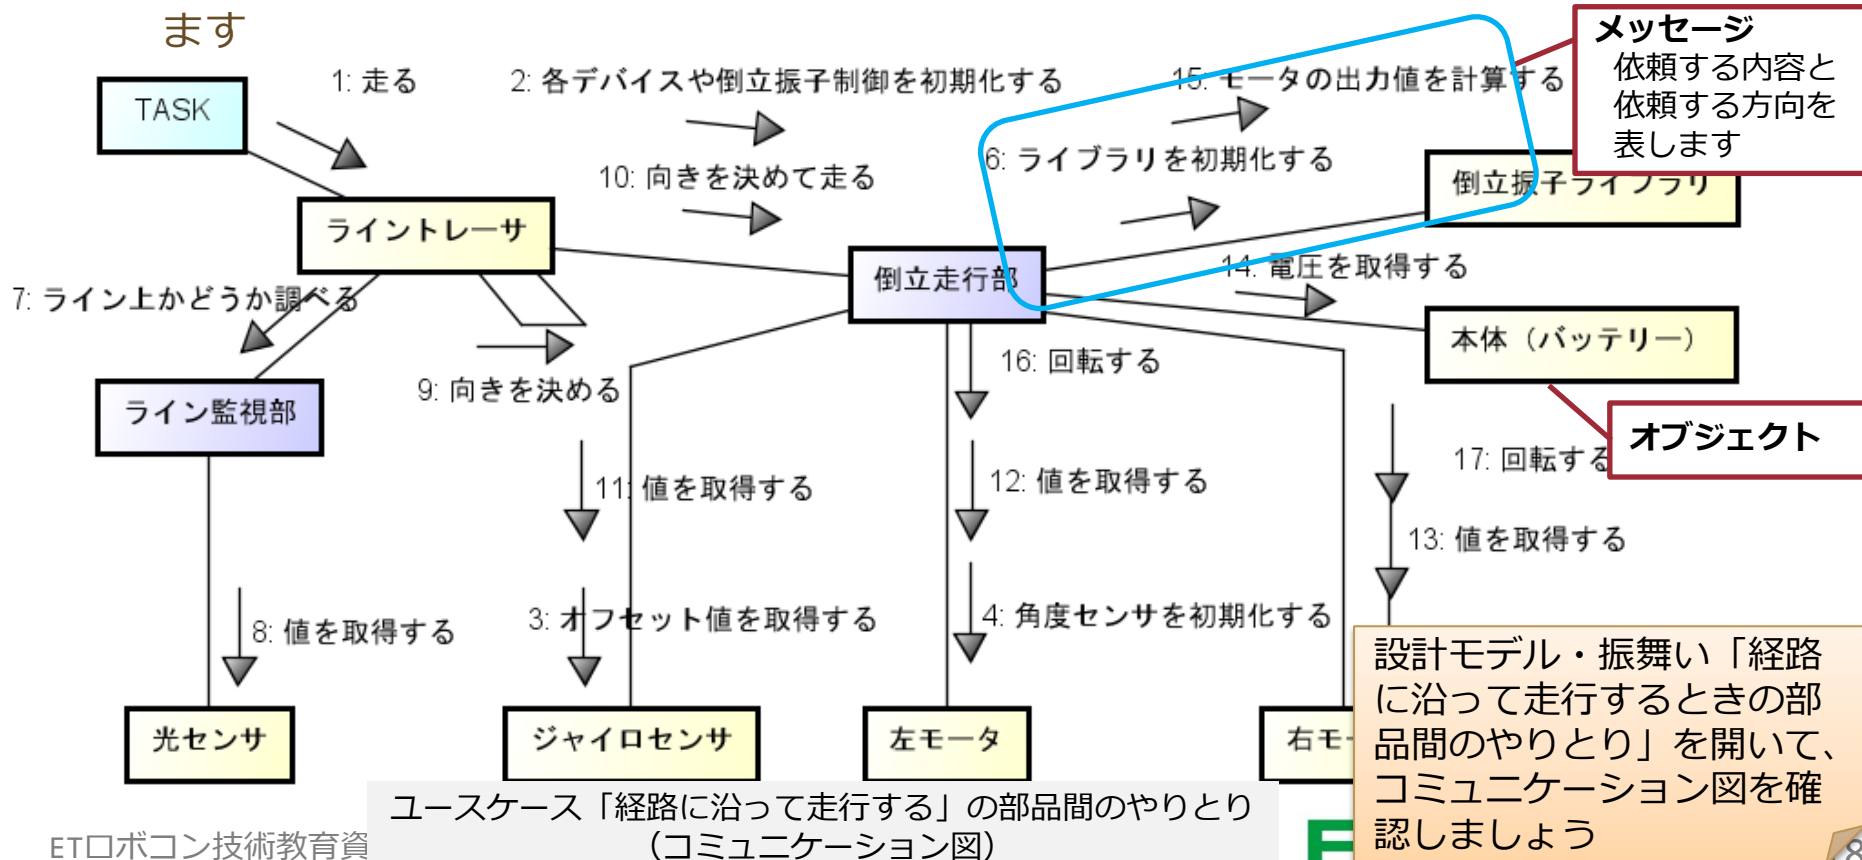 ます
メッセージ
依頼する内容と
依頼する方向を
表します
1: 走る
2: 各デバイスや倒立振子制御を初期化する
15: モータの出力値を計算する
TASK
10: 向きを決めて走る
6: ライブラリを初期化する
倒立振子ライブラリ
ライントレーサ
倒立走行部
14: 電圧を取得する
7: ライン上かどうか調べる
本体（バッテリー）
16: 回転する
9: 向きを決める
ライン監視部
オブジェクト
17: 回転する
11: 値を取得する
12: 値を取得する
13: 値を取得する
8: 値を取得する
3: オフセット値を取得する
4: 角度センサを初期化する
設計モデル・振舞い「経路
に沿って走行するときの部
品間のやりとり」を開いて、
コミュニケーション図を確
認しましょう
光センサ
ジャイロセンサ
左モータ
右モ
ユースケース「経路に沿って走行する」の部品間のやりとり
（コミュニケーション図）
ETロボコン技術教育資